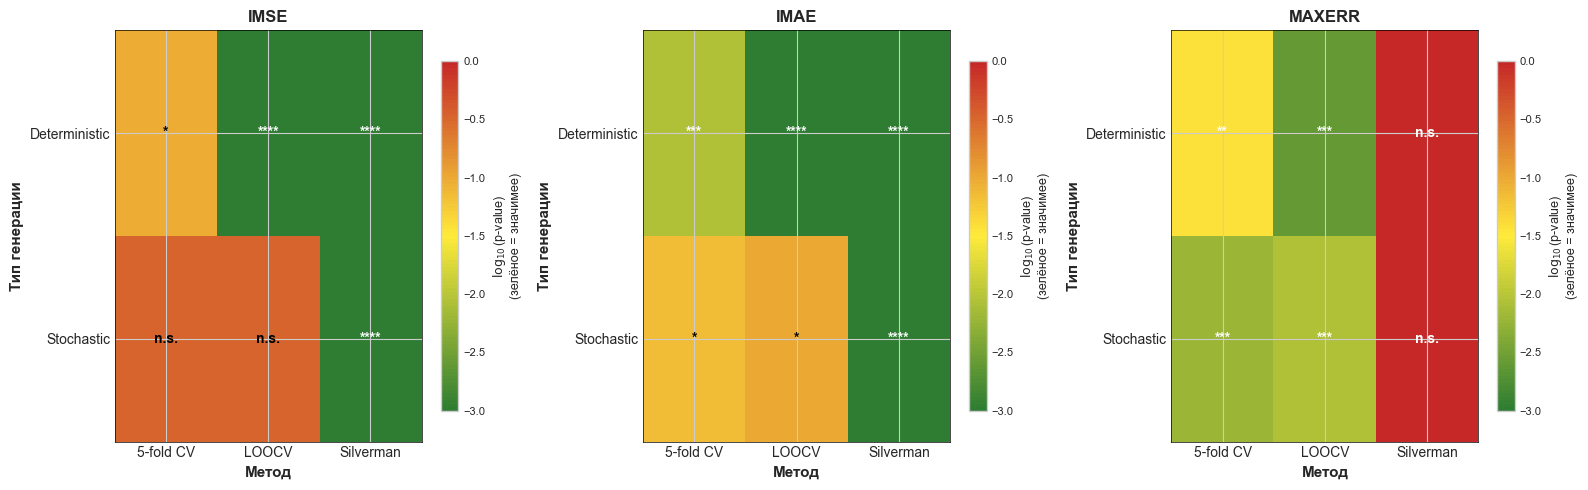 IMSE
Тип генерации
Deterministic
Stochastic
*
****
****
n.s.
n.s.
****
5-fold CV
LOOCV
Silverman
Метод
0.0
−0.5
−1.0
−1.5
−2.0
−2.5
−3.0
log₁₀(p-value)
(зелёное = значимее)
IMAE
Тип генерации
Deterministic
Stochastic
***
****
****
*
*
****
5-fold CV
LOOCV
Silverman
Метод
0.0
−0.5
−1.0
−1.5
−2.0
−2.5
−3.0
log₁₀(p-value)
(зелёное = значимее)
MAXERR
Тип генерации
Deterministic
Stochastic
**
***
n.s.
***
***
n.s.
5-fold CV
LOOCV
Silverman
Метод
0.0
−0.5
−1.0
−1.5
−2.0
−2.5
−3.0
log₁₀(p-value)
(зелёное = значимее)